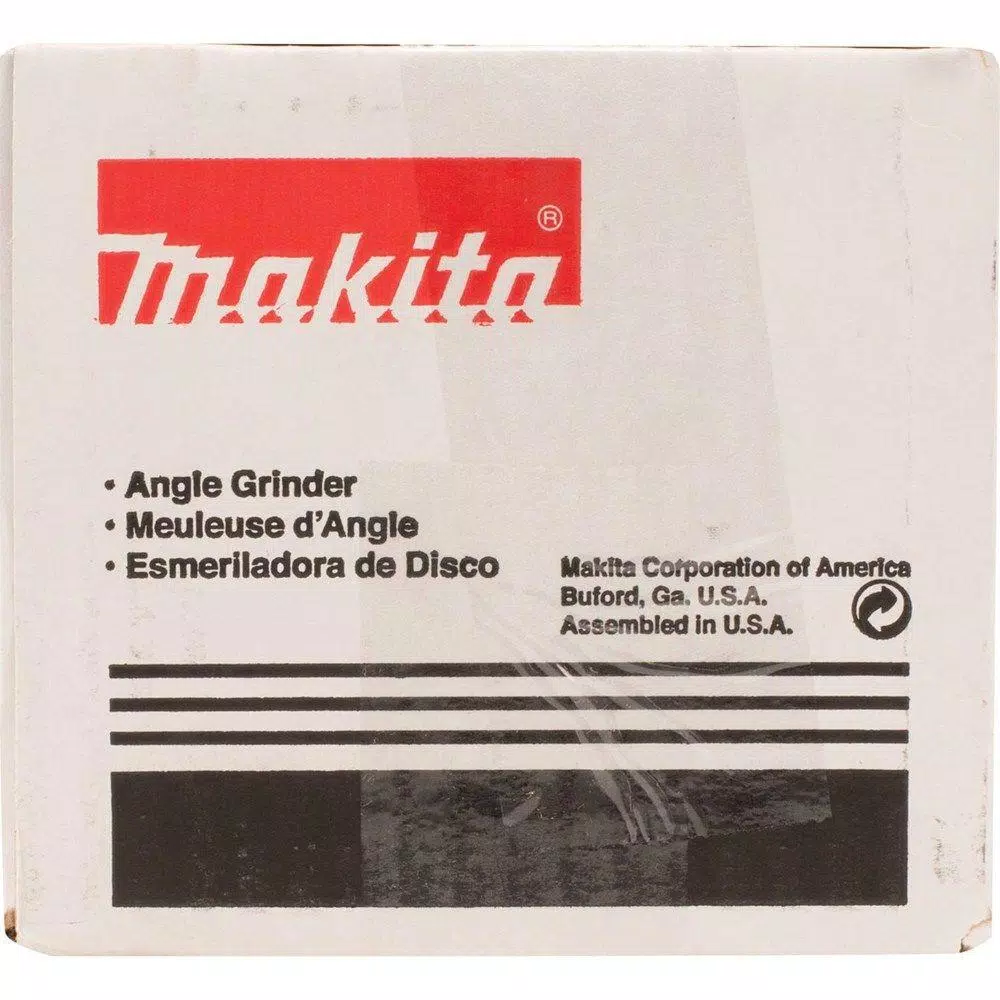 makita ®
• Angle Grinder
• Meuleuse d'Angle
• Esmeriladora de Disco
Makita Corporation of America
Buford, Ga. U.S.A.
Assembled in U.S.A.